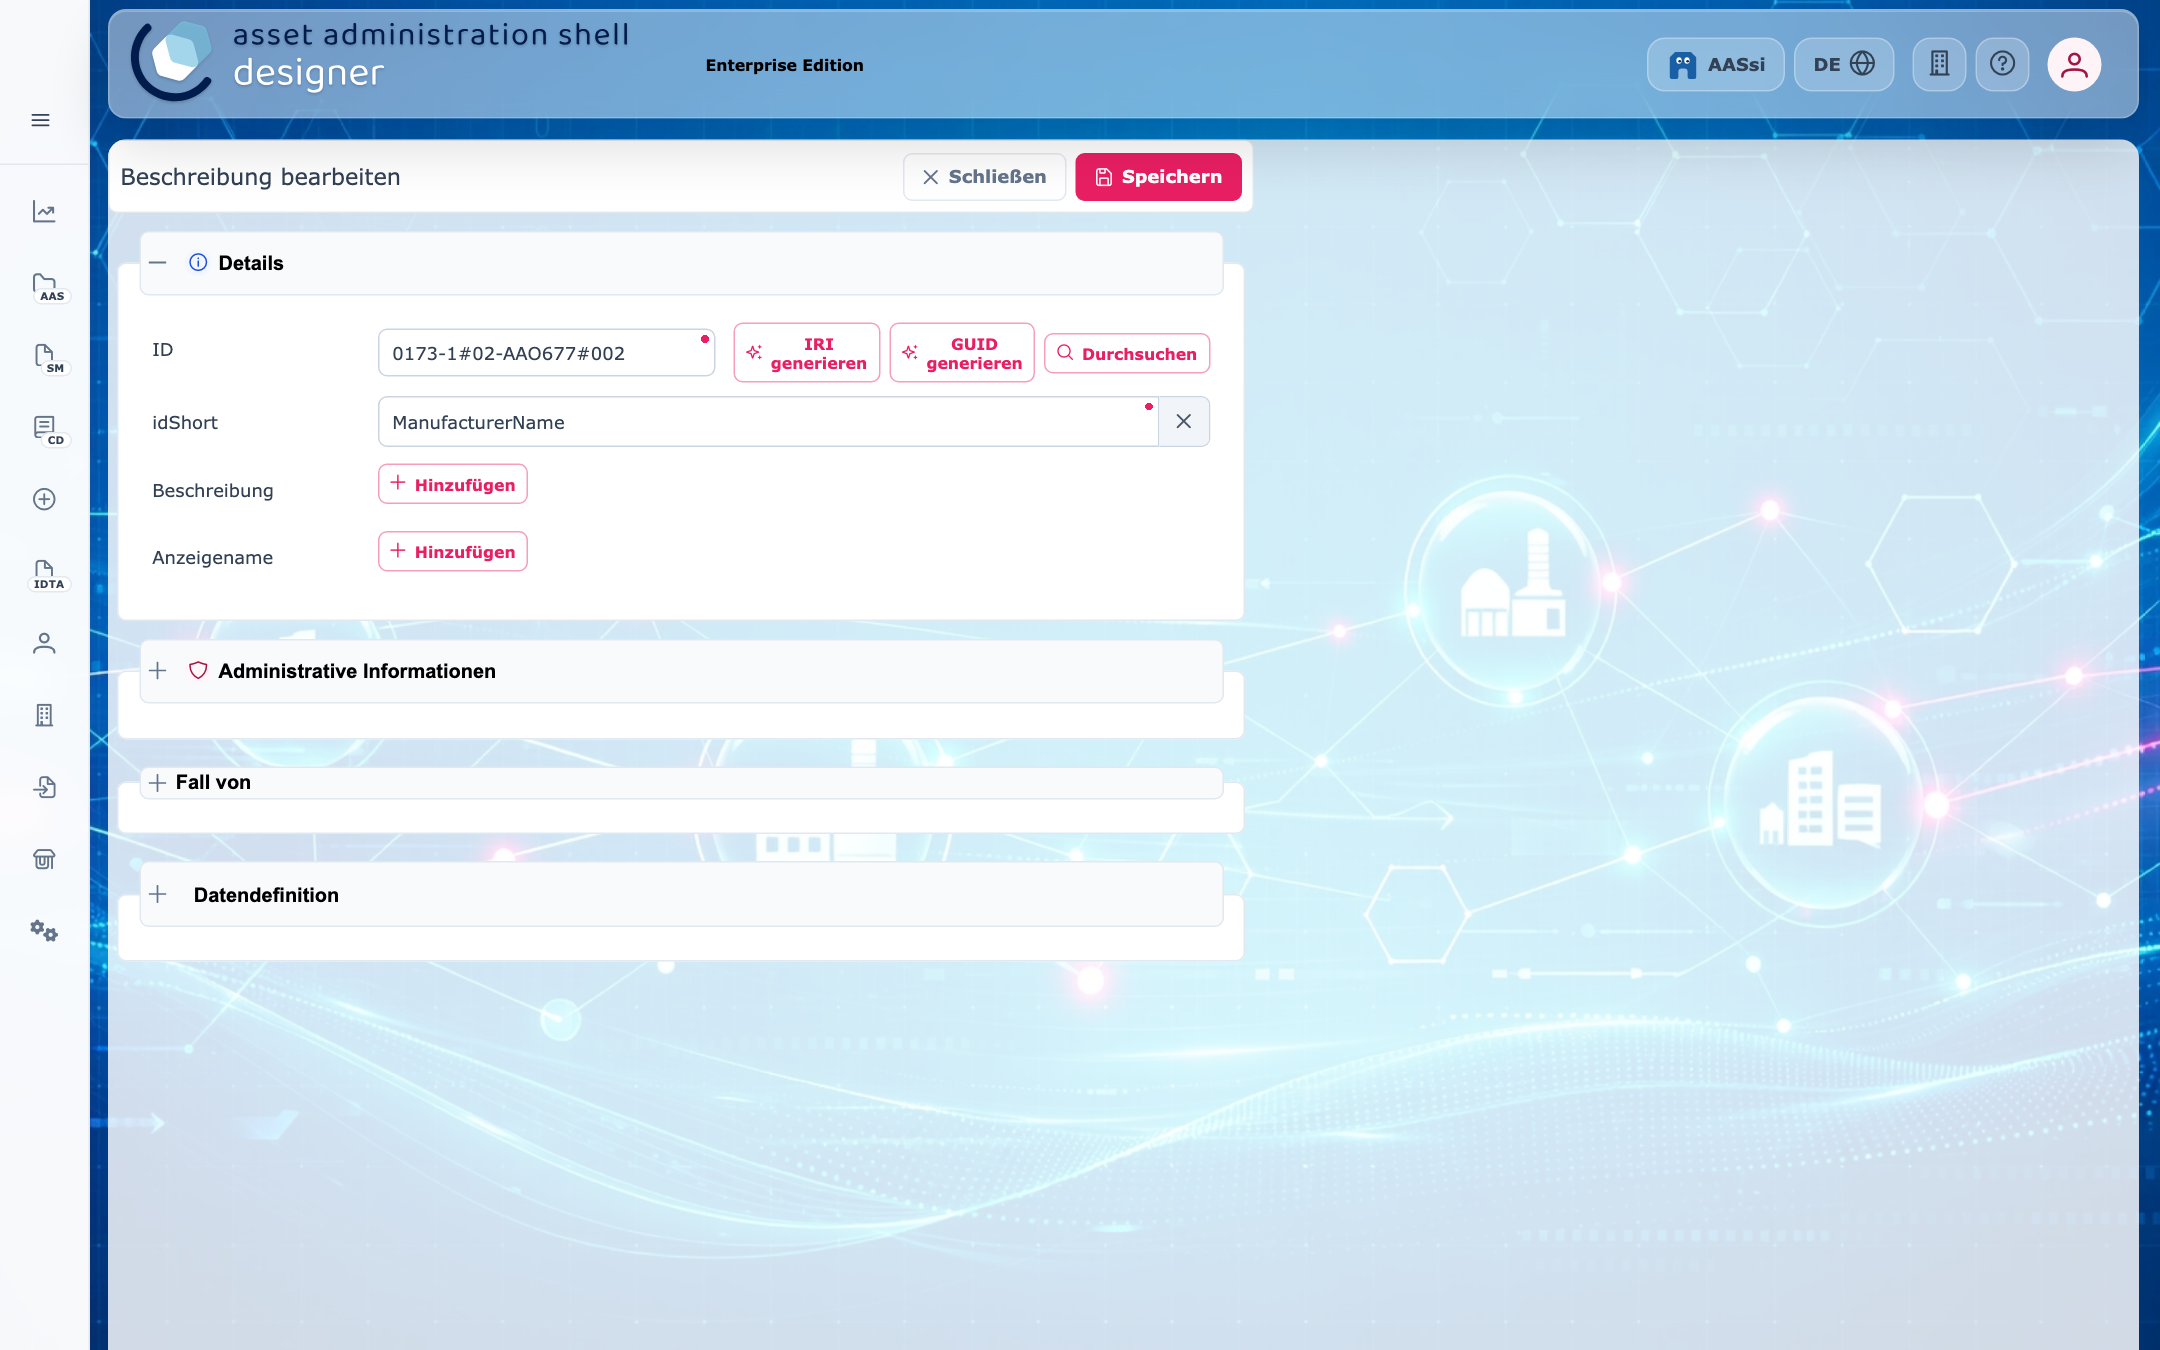 asset administration shell
designer
Enterprise Edition
AASsi
DE
Beschreibung bearbeiten
Schließen
Speichern
Details
ID
0173-1#02-AAO677#002
IRI
generieren
GUID
generieren
Durchsuchen
idShort
ManufacturerName
Beschreibung
Hinzufügen
Anzeigename
Hinzufügen
Administrative Informationen
Fall von
Datendefinition
AAS
SM
CD
IDTA